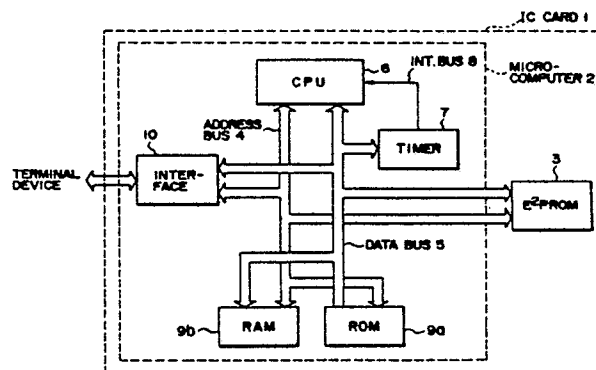 IC CARD 1
MICRO-
COMPUTER 2
6
CPU
INT. BUS 8
ADDRESS
BUS 4
7
TIMER
10
INTER-
FACE
TERMINAL
DEVICE
3
E²PROM
DATA BUS 5
RAM
9b
ROM
9a